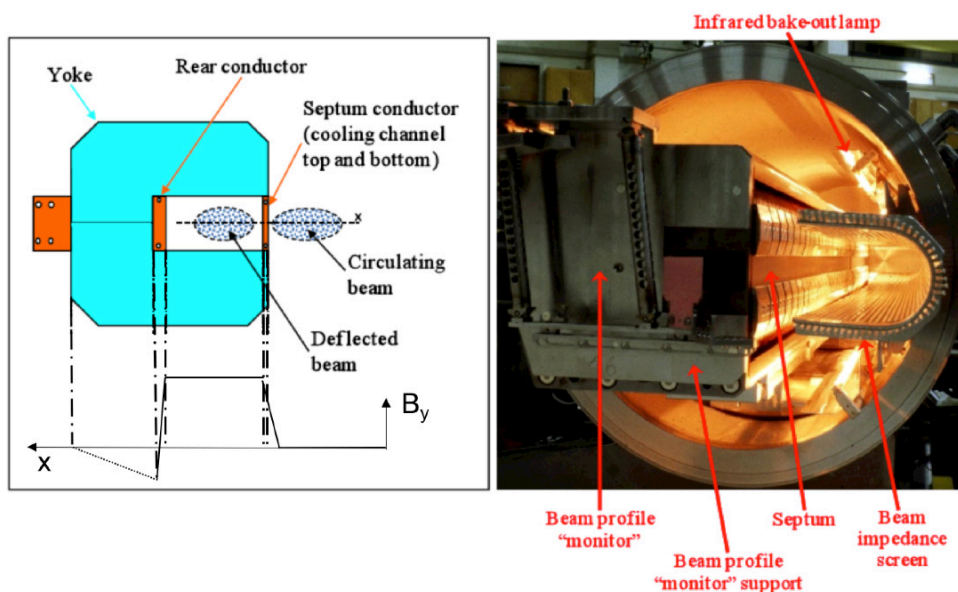 Yoke
Rear conductor
Septum conductor
(cooling channel
top and bottom)
x
Circulating
beam
Deflected
beam
B_y
x
Infrared bake-out lamp
Beam profile
“monitor”
Beam profile
“monitor” support
Septum
Beam
impedance
screen